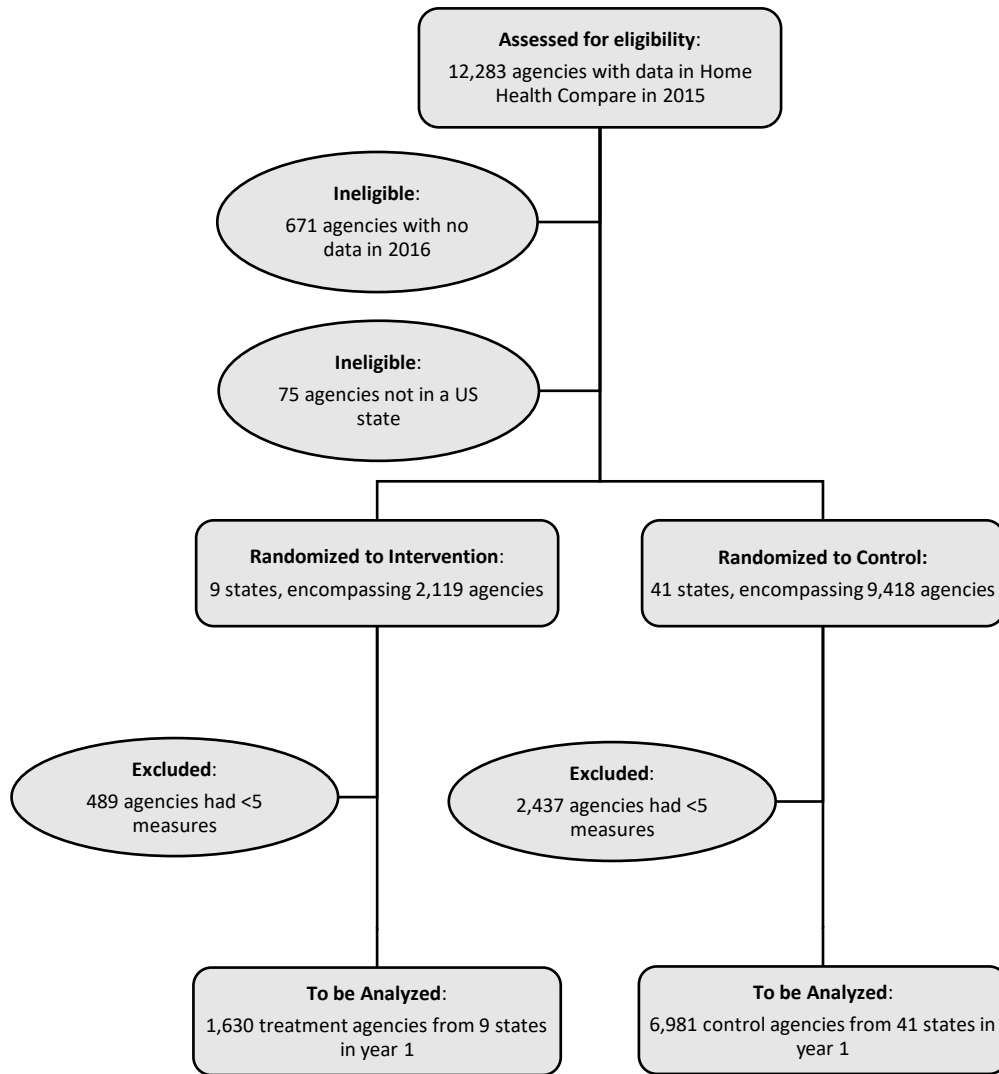 Assessed for eligibility:
12,283 agencies with data in Home
Health Compare in 2015
Ineligible:
671 agencies with no
data in 2016
Ineligible:
75 agencies not in a US
state
Randomized to Intervention:
9 states, encompassing 2,119 agencies
Randomized to Control:
41 states, encompassing 9,418 agencies
Excluded:
489 agencies had <5
measures
Excluded:
2,437 agencies had <5
measures
To be Analyzed:
1,630 treatment agencies from 9 states
in year 1
To be Analyzed:
6,981 control agencies from 41 states in
year 1